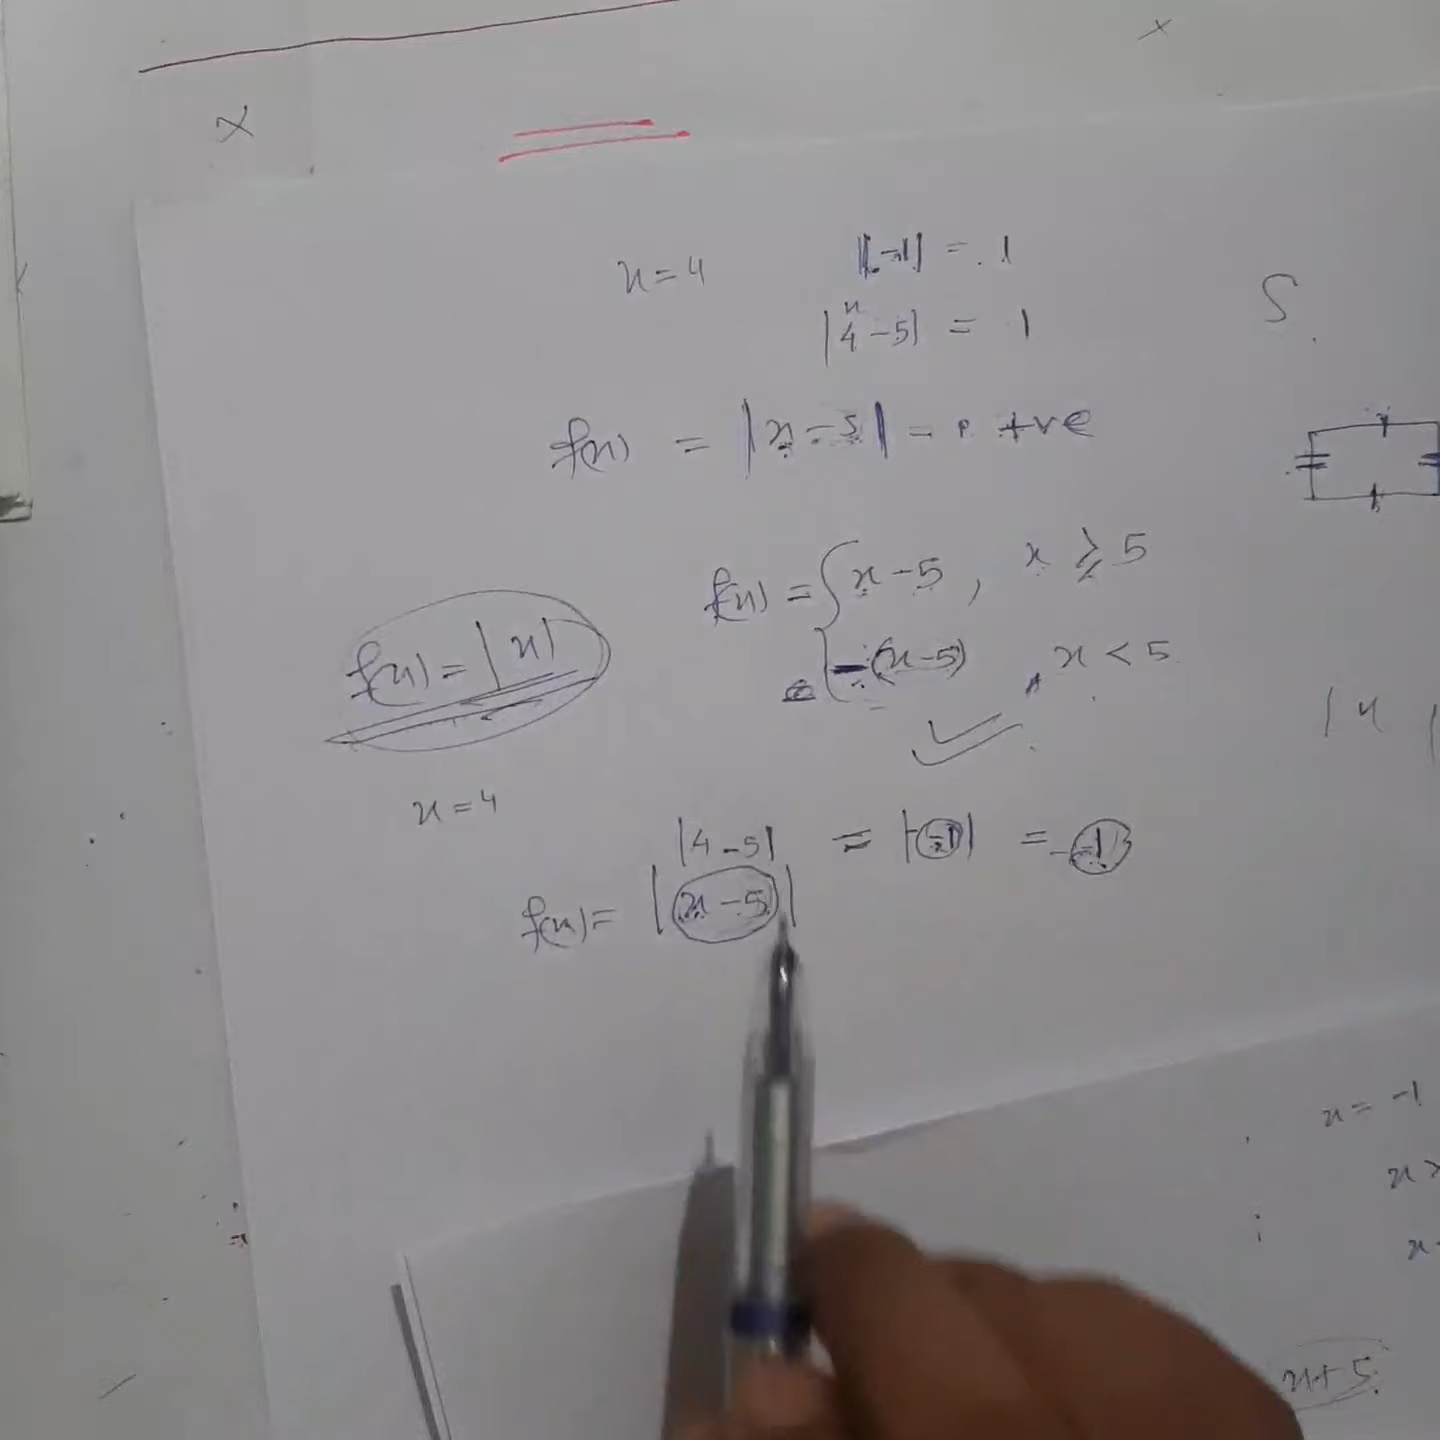 x
x
x=4
|-1| = 1
x
|4-5| = 1
S
f(x) = |x-5| = +ve
f(x) = { x-5, x ≥ 5
-(x-5), x < 5
f(x) = |x|
|x|
x=4
|4-5| = |-1| = -(-1)
f(x) = |x-5|
x = -1
x >
x
x+5